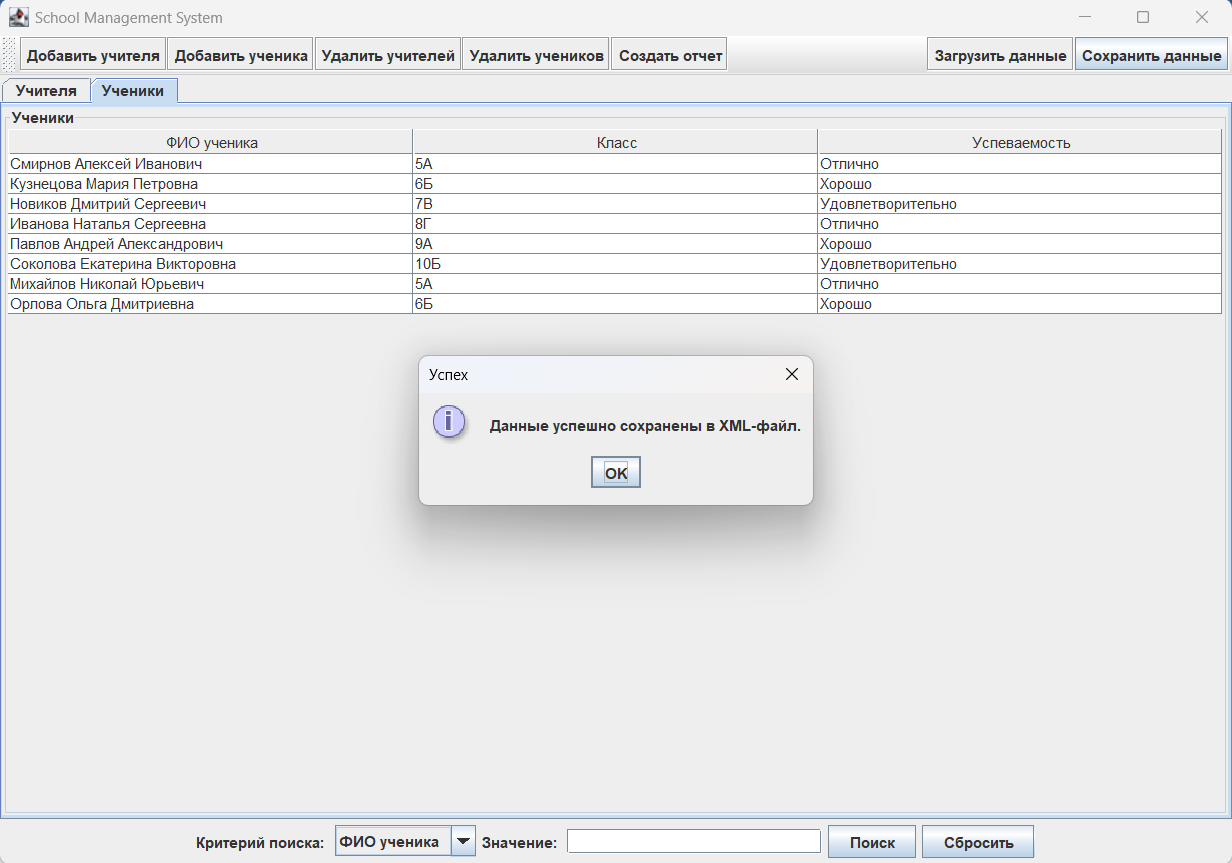 School Management System
Добавить учителя Добавить ученика Удалить учителей Удалить учеников Создать отчет Загрузить данные Сохранить данные
Учителя Ученики
Ученики
ФИО ученика Класс Успеваемость
Смирнов Алексей Иванович 5А Отлично
Кузнецова Мария Петровна 6Б Хорошо
Новиков Дмитрий Сергеевич 7В Удовлетворительно
Иванова Наталья Сергеевна 8Г Отлично
Павлов Андрей Александрович 9А Хорошо
Соколова Екатерина Викторовна 10Б Удовлетворительно
Михайлов Николай Юрьевич 5А Отлично
Орлова Ольга Дмитриевна 6Б Хорошо
Успех
Данные успешно сохранены в XML-файл.
OK
Критерий поиска: ФИО ученика Значение: Поиск Сбросить